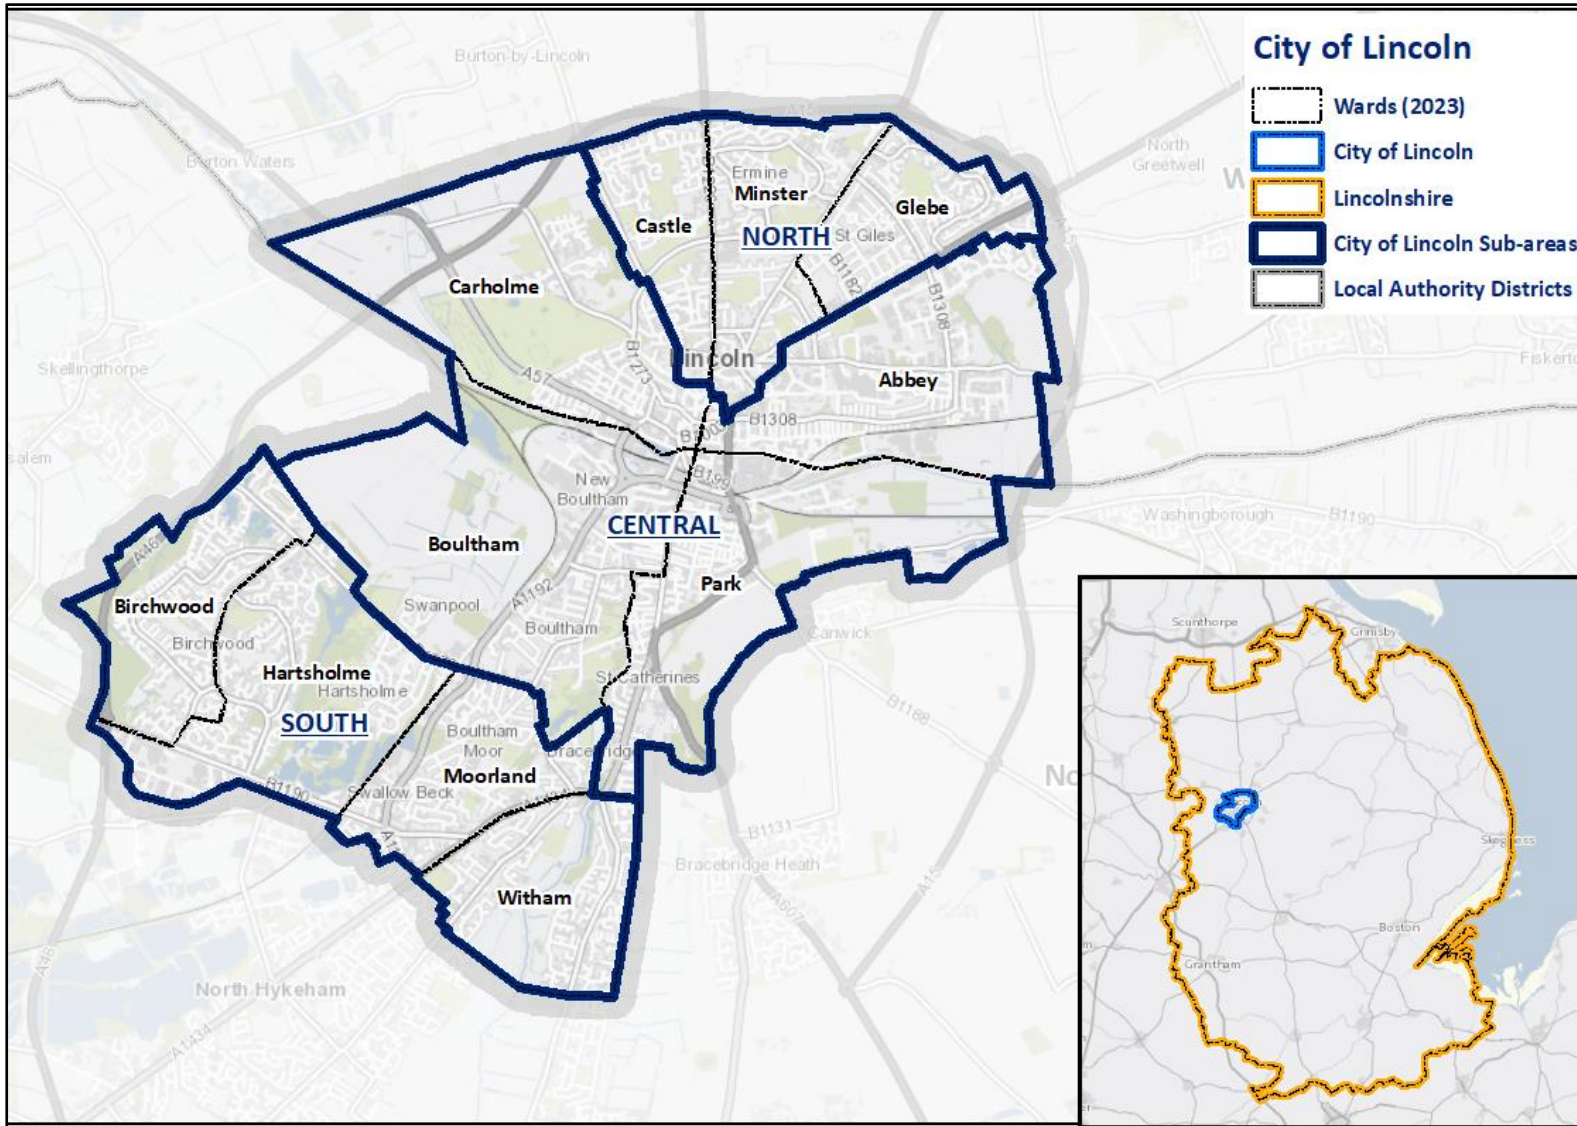 City of Lincoln
Wards (2023)
City of Lincoln
Lincolnshire
City of Lincoln Sub-areas
Local Authority Districts
Burton-by-Lincoln
Burton Waters
North
Greetwell
Ermine
Minster
Glebe
Castle
NORTH
St Giles
B1182
Carholme
B1308
Lincoln
B1273
A57
Skellingthorpe
Abbey
B1308
New
Boultham
CENTRAL
Washingborough
B1190
Boultham
A46
A1192
Park
Swanpool
Birchwood
Birchwood
Boultham
Canwick
Hartsholme
Hartsholme
St Catherines
SOUTH
B1188
Boultham
Moor
Moorland
B1190
Swallow Beck
B1131
Bracebridge Heath
A15
Witham
A607
A46
North Hykeham
A1434
Scunthorpe
Grimsby
Skegness
Boston
Grantham